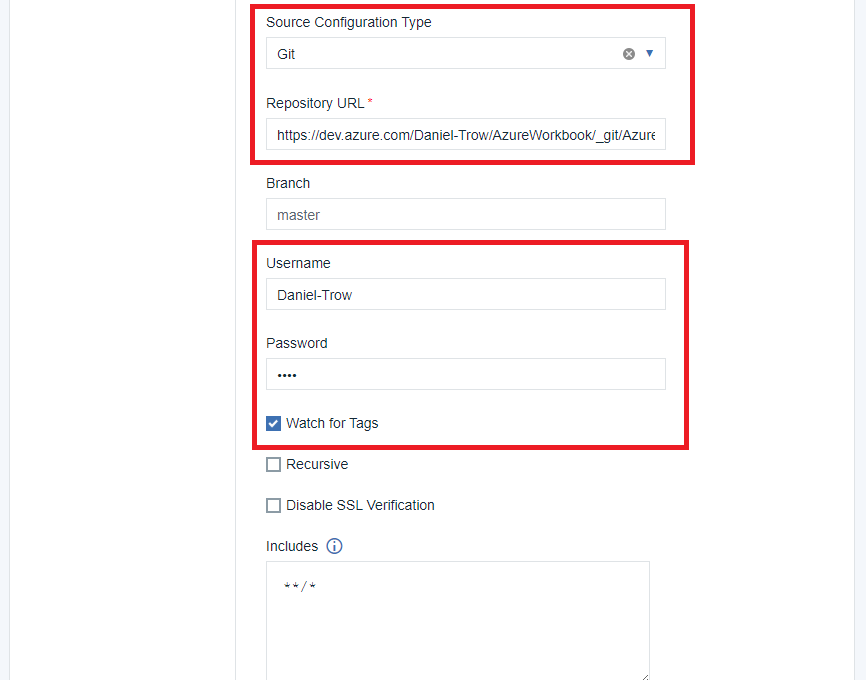 Source Configuration Type
Git
Repository URL *
https://dev.azure.com/Daniel-Trow/AzureWorkbook/_git/Azure
Branch
master
Username
Daniel-Trow
Password
••••
Watch for Tags
Recursive
Disable SSL Verification
Includes
**/*